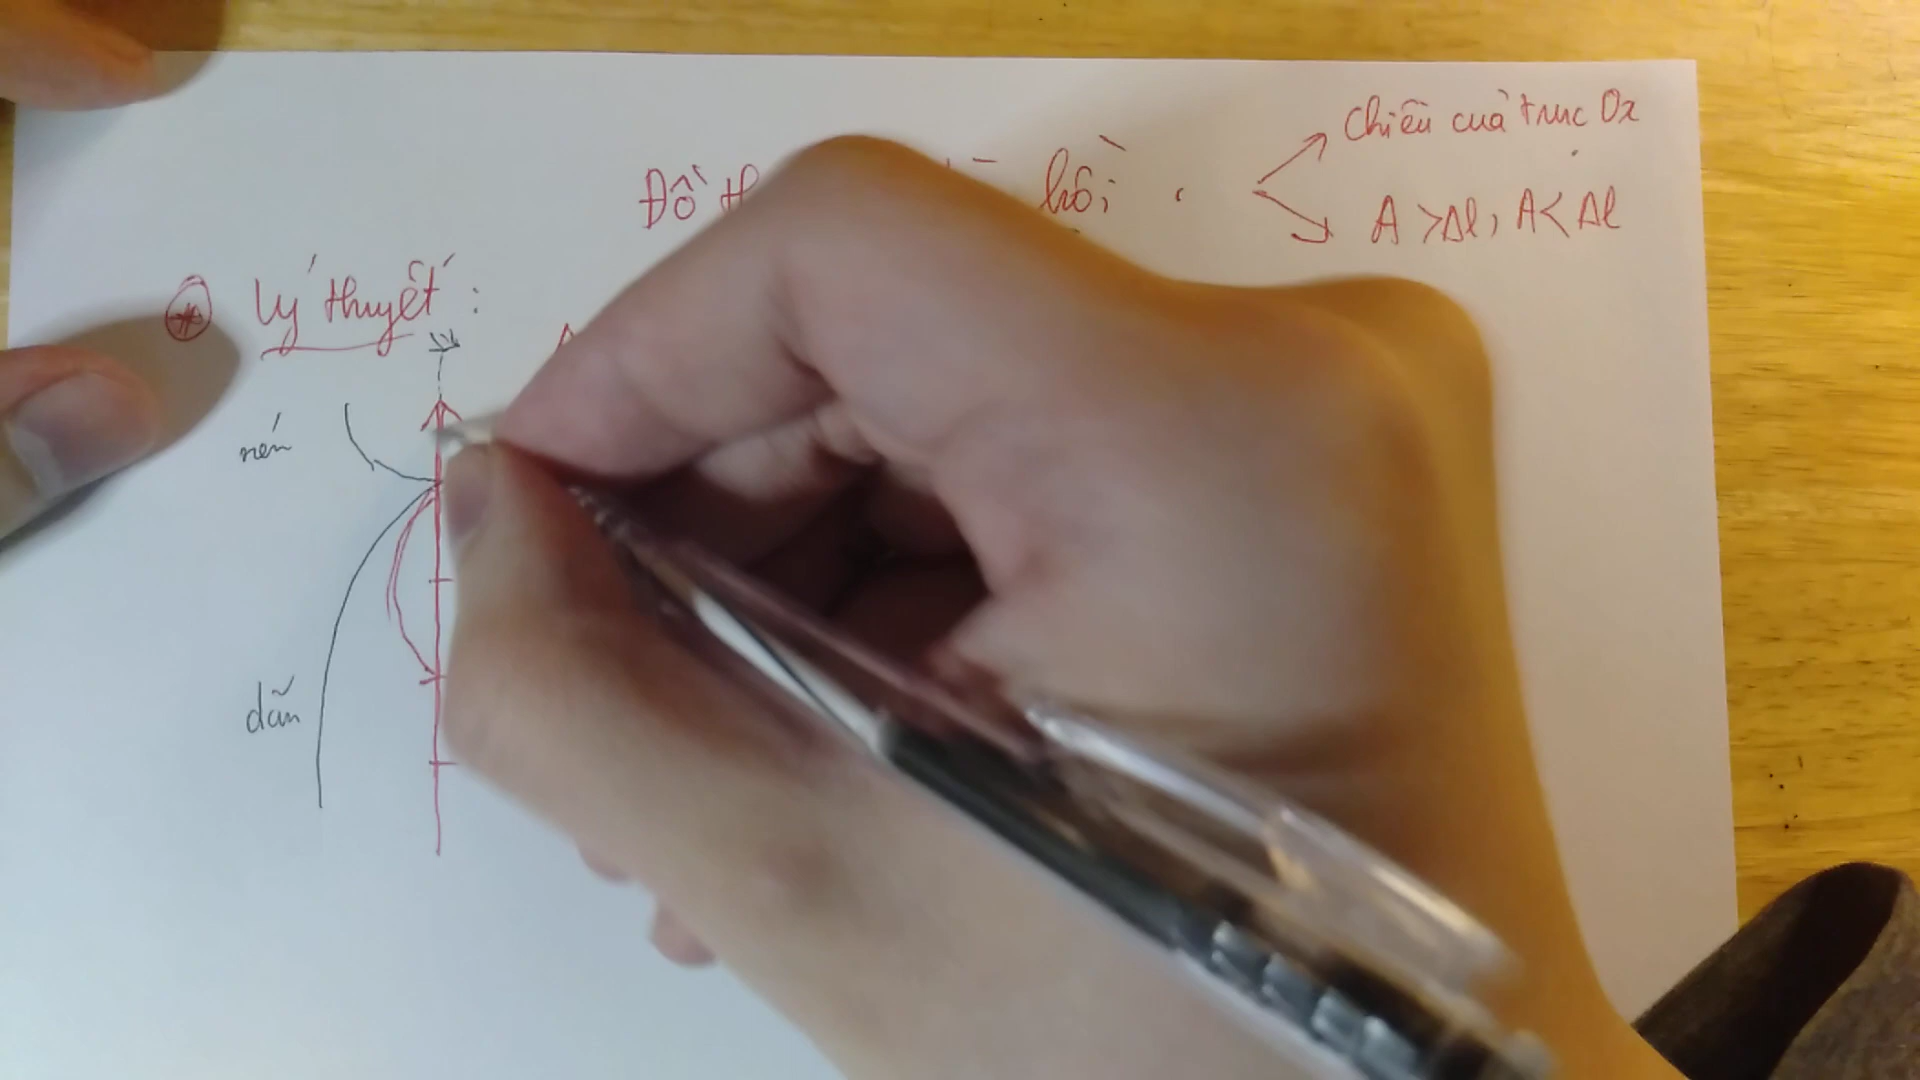 Đồ hồi
Chiều của trục Ox
A > Δl, A < Δl
Lý thuyết :
nén
dãn